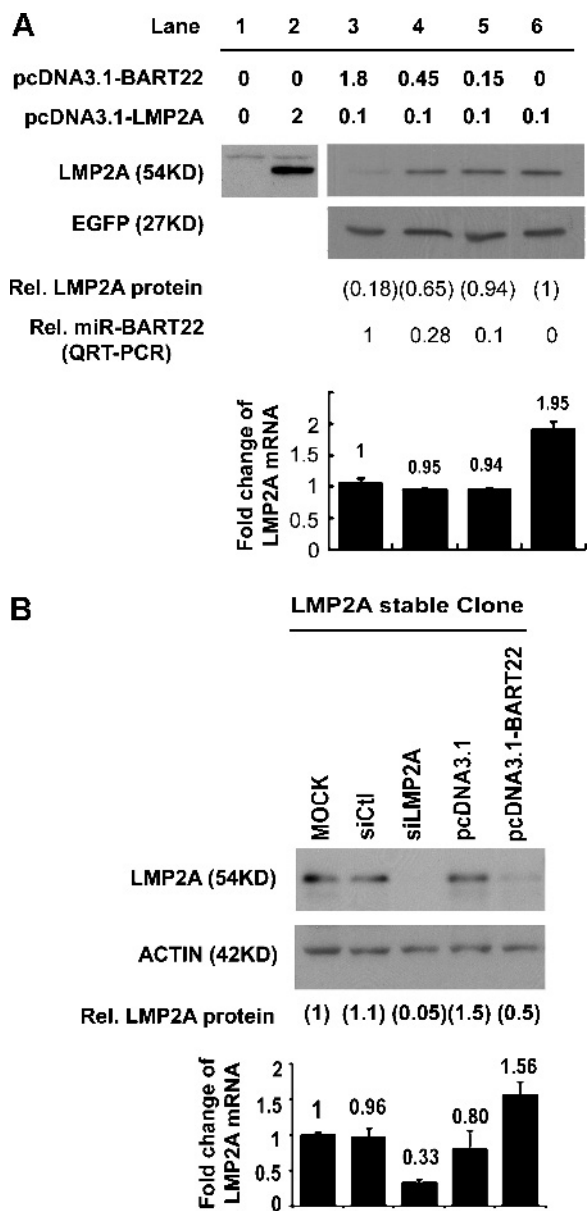 A
Lane 1 2 3 4 5 6
pcDNA3.1-BART22 0 0 1.8 0.45 0.15 0
pcDNA3.1-LMP2A 0 2 0.1 0.1 0.1 0.1
LMP2A (54KD)
EGFP (27KD)
Rel. LMP2A protein (0.18) (0.65) (0.94) (1)
Rel. miR-BART22
(QRT-PCR) 1 0.28 0.1 0
Fold change of
LMP2A mRNA
2
1.5
1
0.5
0
1 0.95 0.94 1.95
B
LMP2A stable Clone
MOCK
siCtl
siLMP2A
pcDNA3.1
pcDNA3.1-BART22
LMP2A (54KD)
ACTIN (42KD)
Rel. LMP2A protein (1) (1.1) (0.05) (1.5) (0.5)
Fold change of
LMP2A mRNA
2
1.5
1
0.5
0
1 0.96 0.33 0.80 1.56